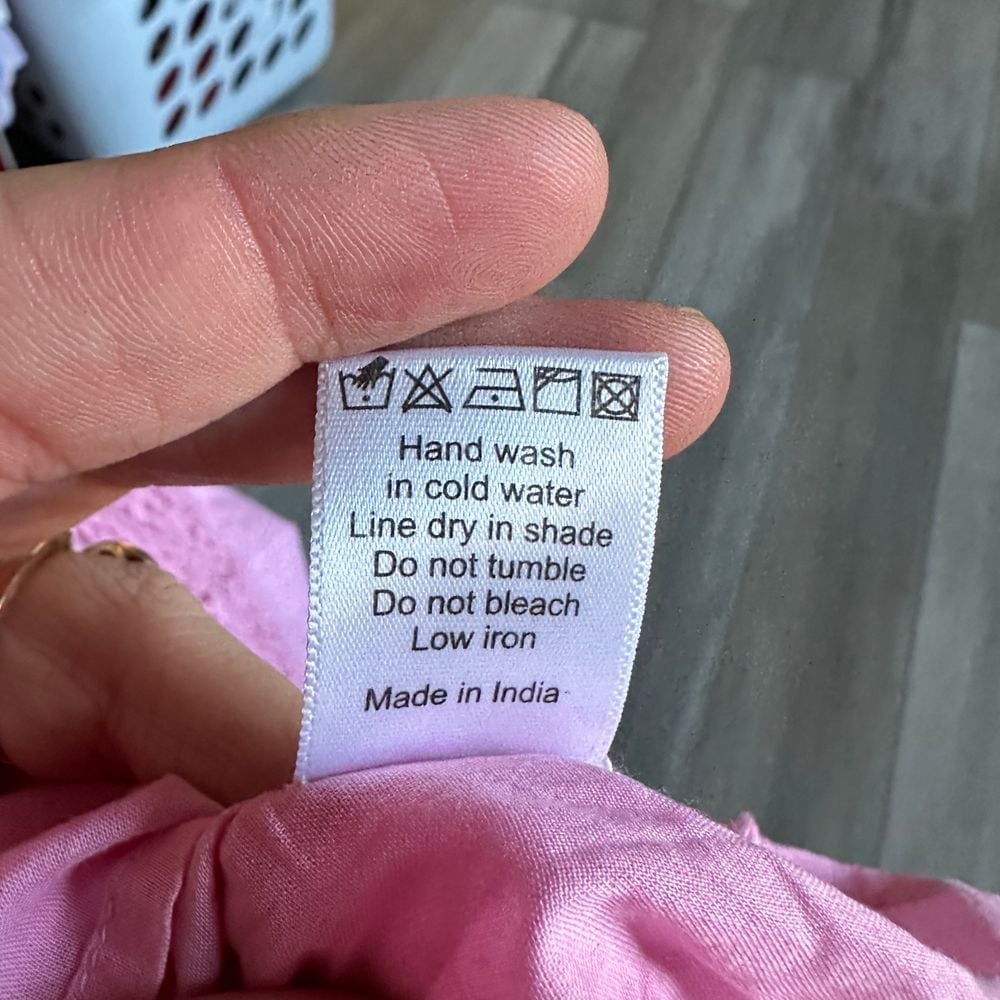 Hand wash
in cold water
Line dry in shade
Do not tumble
Do not bleach
Low iron
Made in India